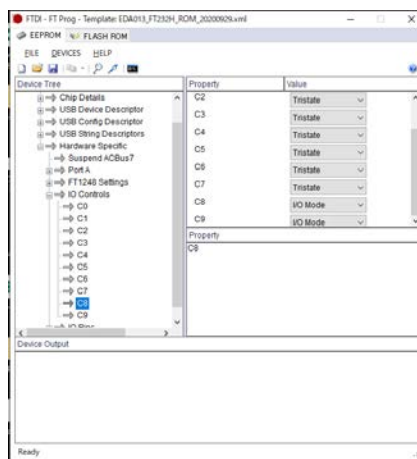 FTDI - FT Prog - Template: EDA013_FT232H_ROM_20200929.xml
EEPROM FLASH ROM
FILE DEVICES HELP
Device Tree
Chip Details
USB Device Descriptor
USB Config Descriptor
USB String Descriptors
Hardware Specific
Suspend ACBus7
Port A
FT1248 Settings
IO Controls
C0
C1
C2
C3
C4
C5
C6
C7
C8
C9
IO Pins
Property Value
C2 Tristate
C3 Tristate
C4 Tristate
C5 Tristate
C6 Tristate
C7 Tristate
C8 I/O Mode
C9 I/O Mode
Property
C8
Device Output
Ready